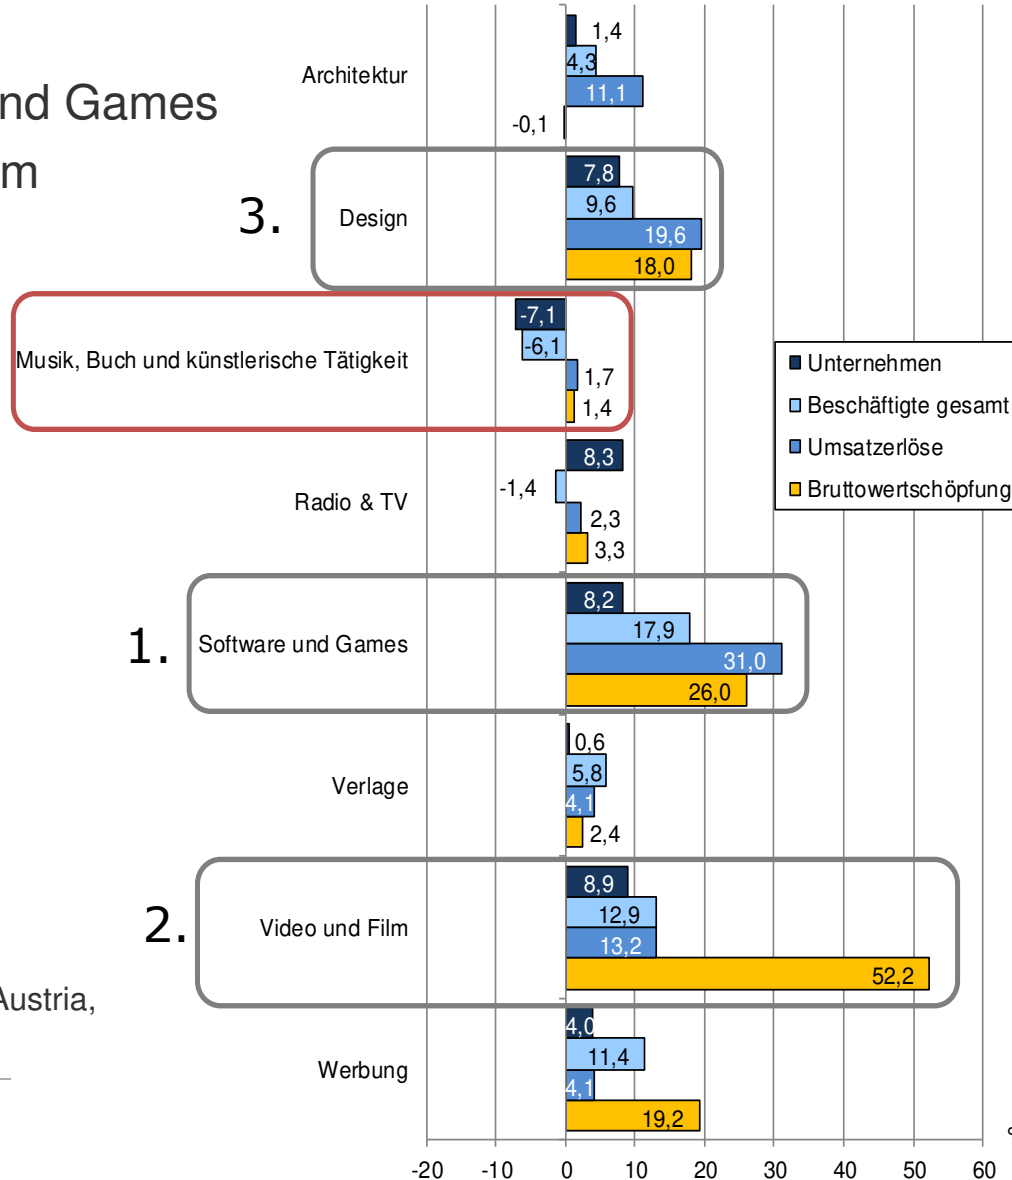 nd Games
m
Architektur
1,4
4,3
11,1
-0,1
3.
Design
7,8
9,6
19,6
18,0
Musik, Buch und künstlerische Tätigkeit
-7,1
-6,1
1,7
1,4
Unternehmen
Beschäftigte gesamt
Umsatzerlöse
Bruttowertschöpfung
Radio & TV
8,3
-1,4
2,3
3,3
1.
Software und Games
8,2
17,9
31,0
26,0
Verlage
0,6
5,8
4,1
2,4
2.
Video und Film
8,9
12,9
13,2
52,2
Austria,
Werbung
4,0
11,4
4,1
19,2
-20 -10 0 10 20 30 40 50 60